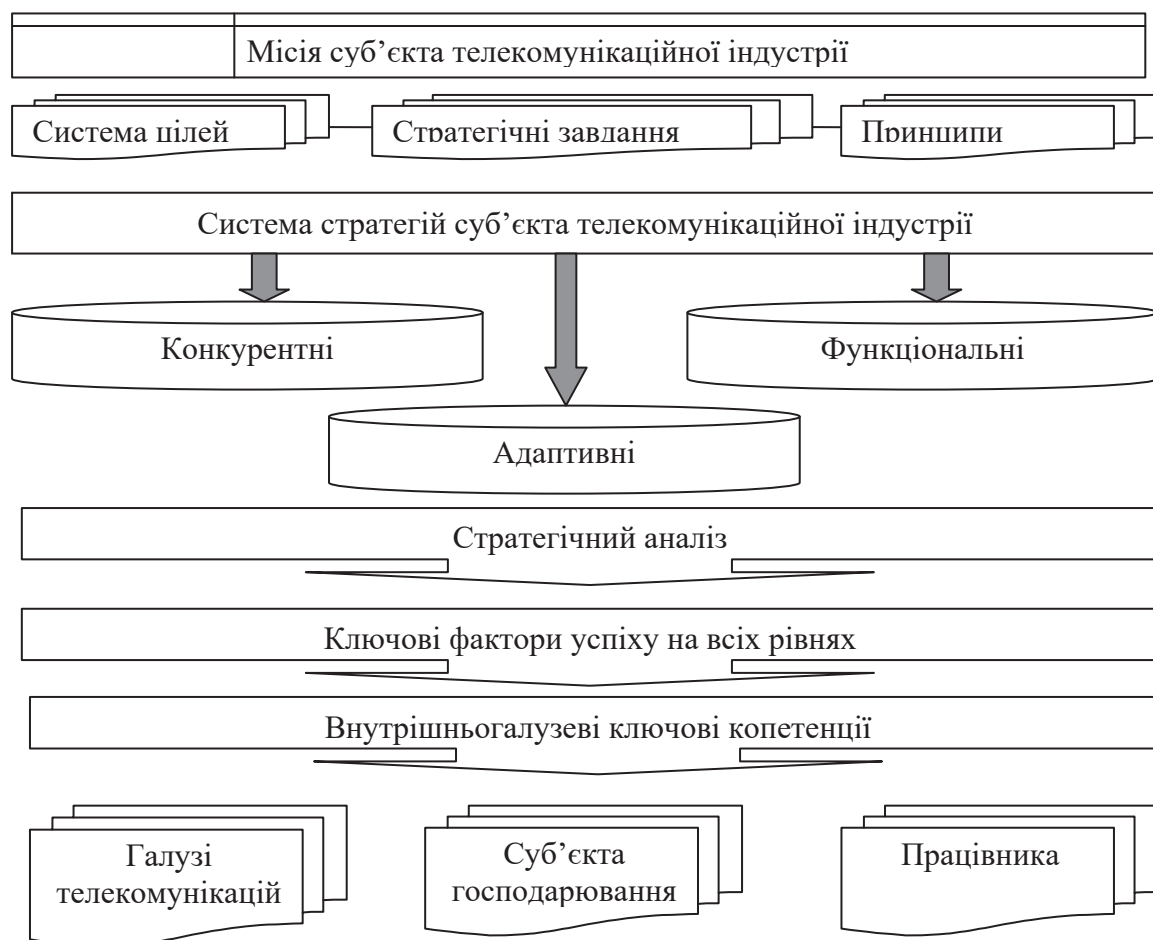 Місія суб’єкта телекомунікаційної індустрії
Система цілей Стратегічні завдання Принципи
Система стратегій суб’єкта телекомунікаційної індустрії
Конкурентні Функціональні
Адаптивні
Стратегічний аналіз
Ключові фактори успіху на всіх рівнях
Внутрішньогалузеві ключові копетенції
Галузі
телекомунікацій
Суб’єкта
господарювання
Працівника